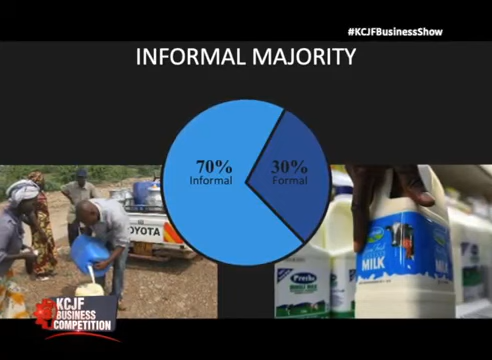 #KCJFBusinessShow
INFORMAL MAJORITY
70%
Informal
30%
Formal
TOYOTA
MILK
KCJF
BUSINESS
COMPETITION